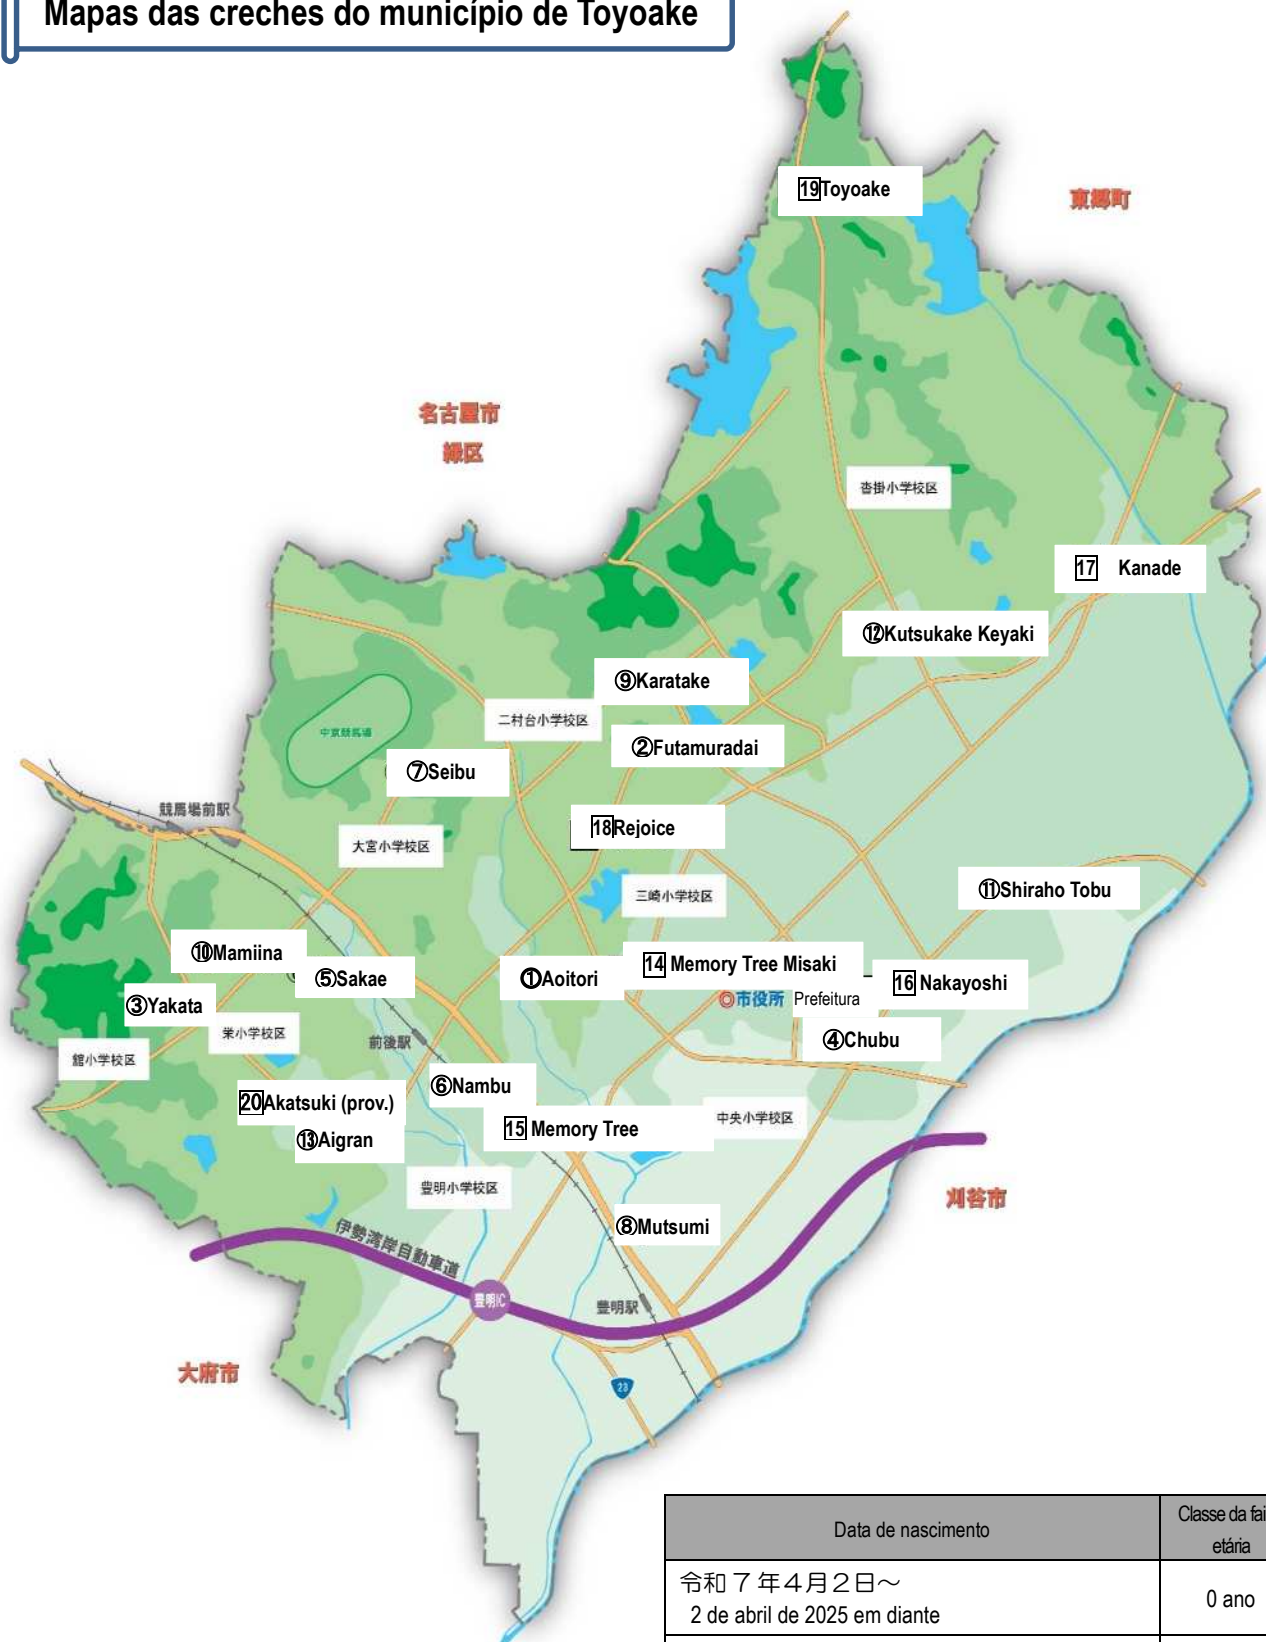 Mapas das creches do município de Toyoake
19Toyoake
東郷町
名古屋市
緑区
沓掛小学校区
17 Kanade
⑫Kutsukake Keyaki
⑨Karatake
二村台小学校区
②Futamuradai
中京競馬場
⑦Seibu
競馬場前駅
18Rejoice
大宮小学校区
三崎小学校区
⑪Shiraho Tobu
⑩Mamiina
⑤Sakae
①Aoitori
14 Memory Tree Misaki
16 Nakayoshi
③Yakata
◎市役所 Prefeitura
栄小学校区
前後駅
④Chubu
舘小学校区
⑥Nambu
20Akatsuki (prov.)
中央小学校区
15 Memory Tree
⑬Aigran
豊明小学校区
刈谷市
⑧Mutsumi
伊勢湾岸自動車道
豊明IC
豊明駅
大府市
23
Data de nascimento
Classe da fai
etária
令和７年４月２日～
2 de abril de 2025 em diante
0 ano